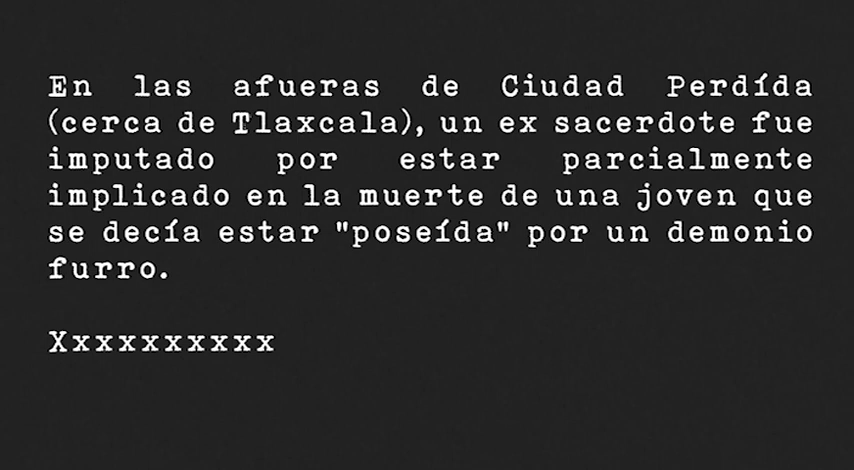 En las afueras de Ciudad Perdída
(cerca de Tlaxcala), un ex sacerdote fue
imputado por estar parcialmente
implicado en la muerte de una joven que
se decía estar "poseída" por un demonio
furro.
Xxxxxxxxxx